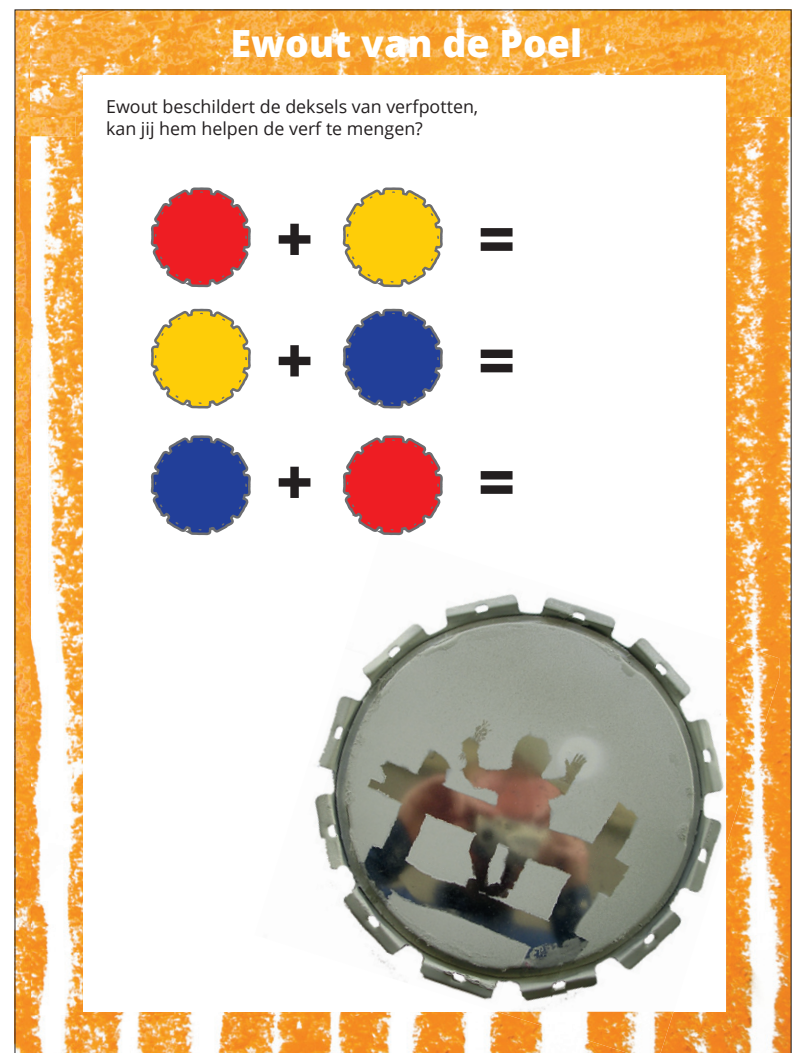 Ewout van de Poel
Ewout beschildert de deksels van verfpotten,
kan jij hem helpen de verf te mengen?
+ =
+ =
+ =